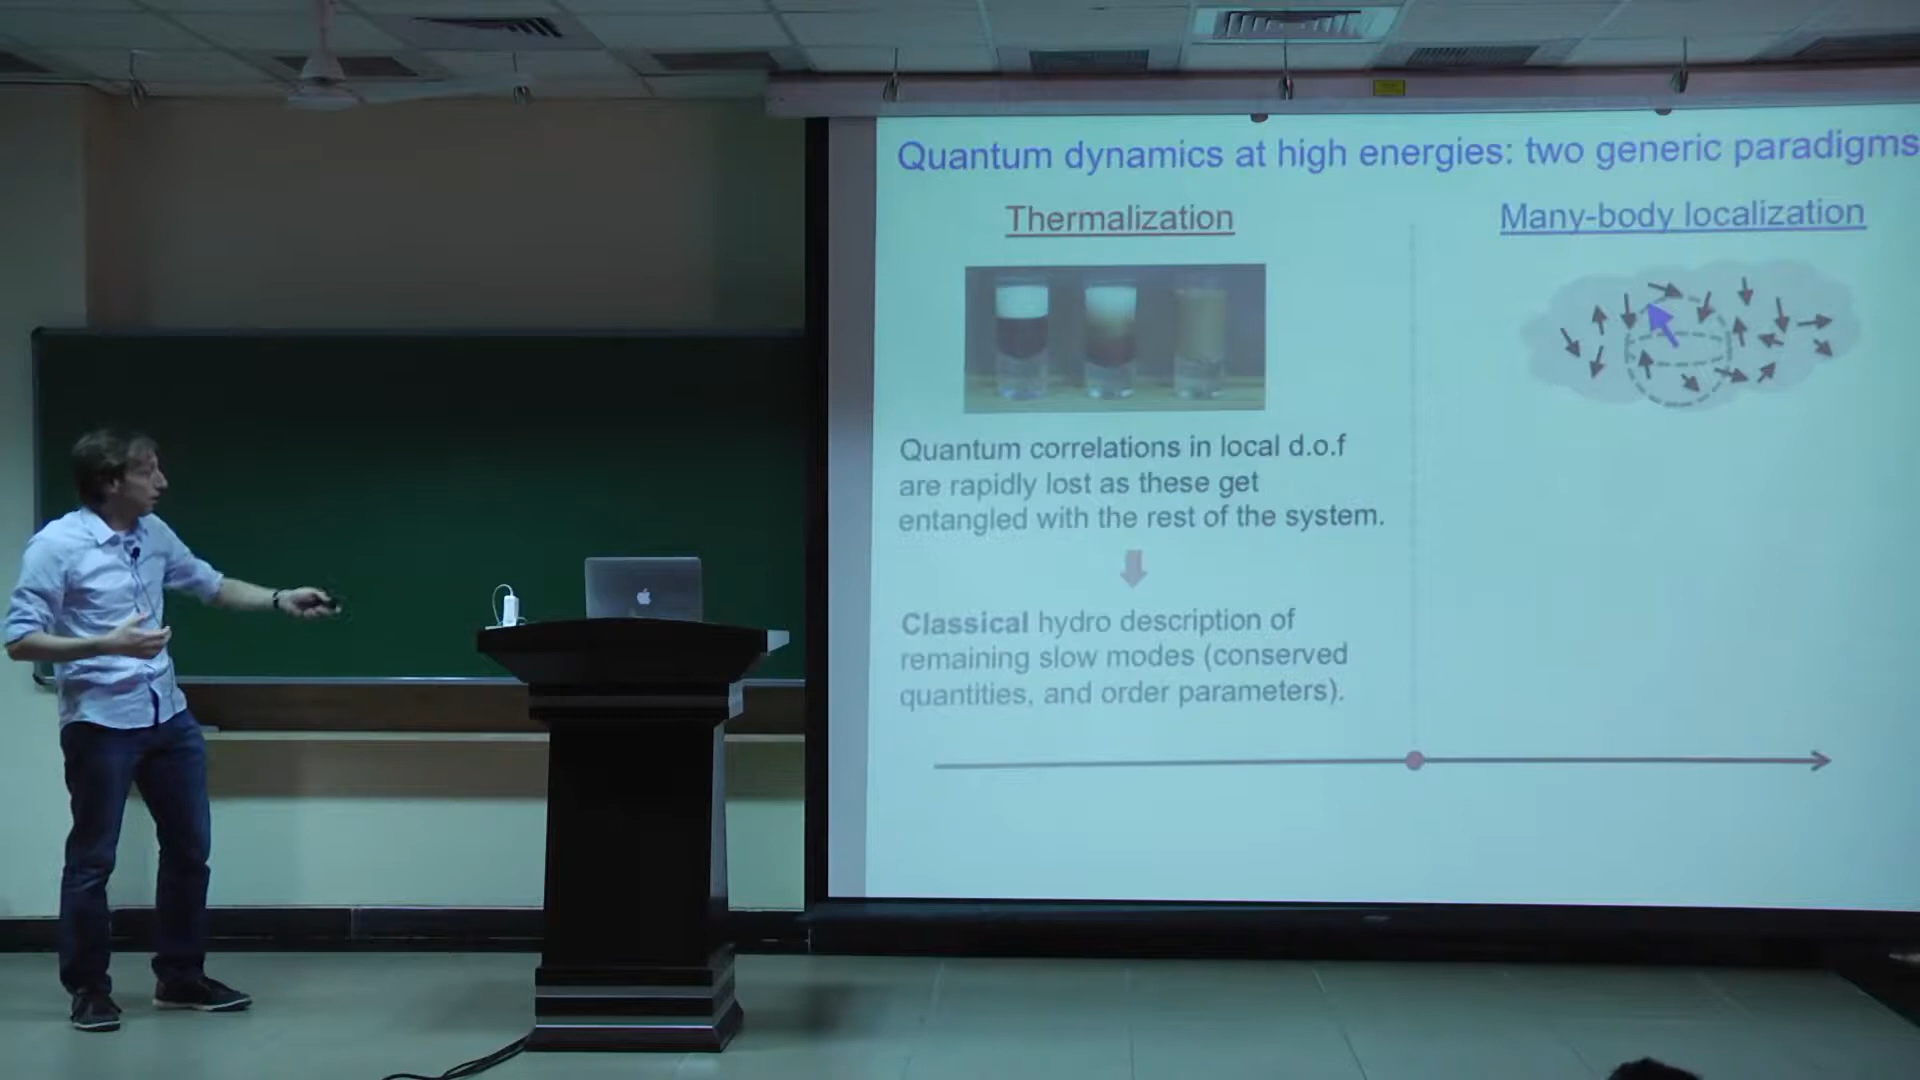 Quantum dynamics at high energies: two generic paradigms
Thermalization
Many-body localization
Quantum correlations in local d.o.f
are rapidly lost as these get
entangled with the rest of the system.
Classical hydro description of
remaining slow modes (conserved
quantities, and order parameters).